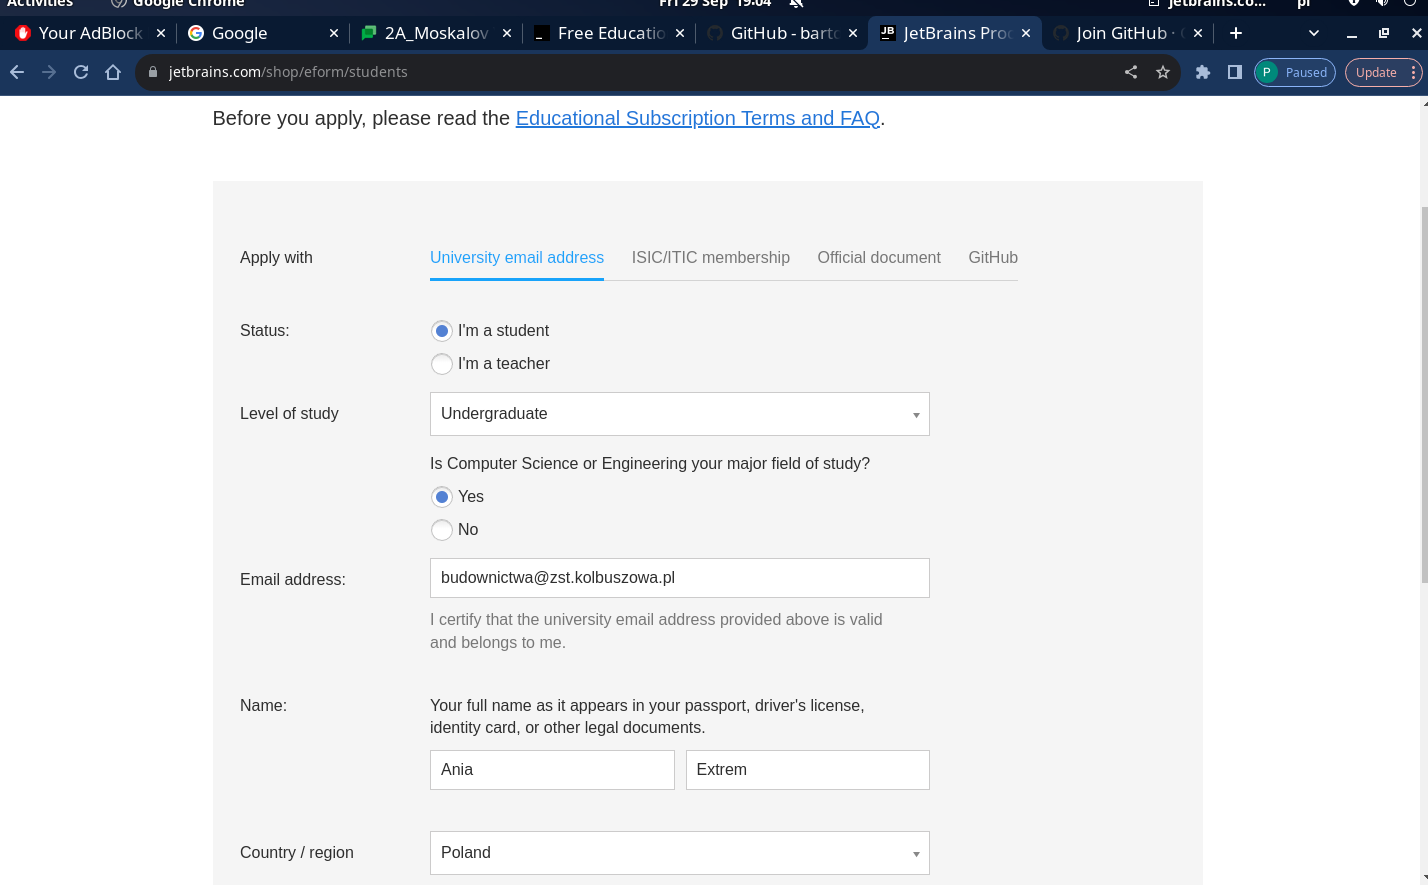 Activities Google Chrome Fri 29 Sep 19:04 jetbrains.co... pl
Your AdBlock Google 2A_Moskalov Free Educatio GitHub - barto JetBrains Proc Join GitHub ·
jetbrains.com/shop/eform/students P Paused Update
Before you apply, please read the Educational Subscription Terms and FAQ.
Apply with University email address ISIC/ITIC membership Official document GitHub
Status: I'm a student
I'm a teacher
Level of study Undergraduate
Is Computer Science or Engineering your major field of study?
Yes
No
Email address: budownictwa@zst.kolbuszowa.pl
I certify that the university email address provided above is valid
and belongs to me.
Name: Your full name as it appears in your passport, driver's license,
identity card, or other legal documents.
Ania Extrem
Country / region Poland